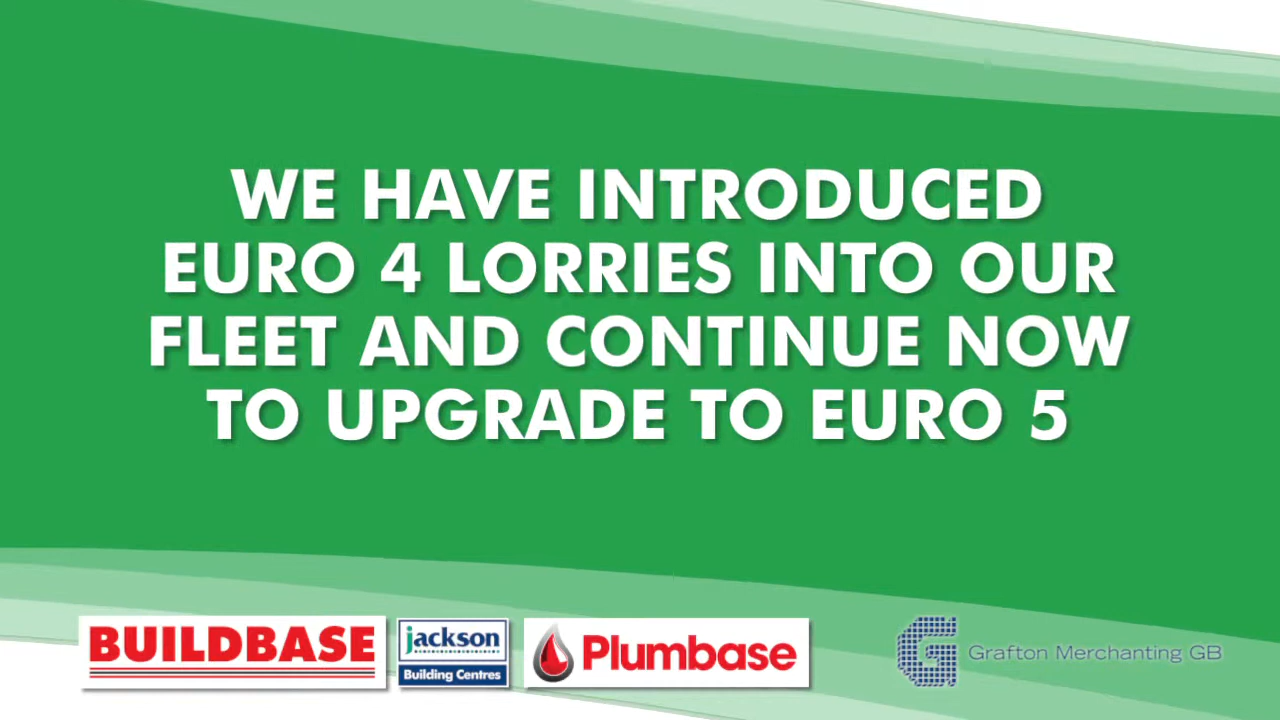 WE HAVE INTRODUCED
EURO 4 LORRIES INTO OUR
FLEET AND CONTINUE NOW
TO UPGRADE TO EURO 5
BUILDBASE
jackson
Building Centres
Plumbase
Grafton Merchanting GB